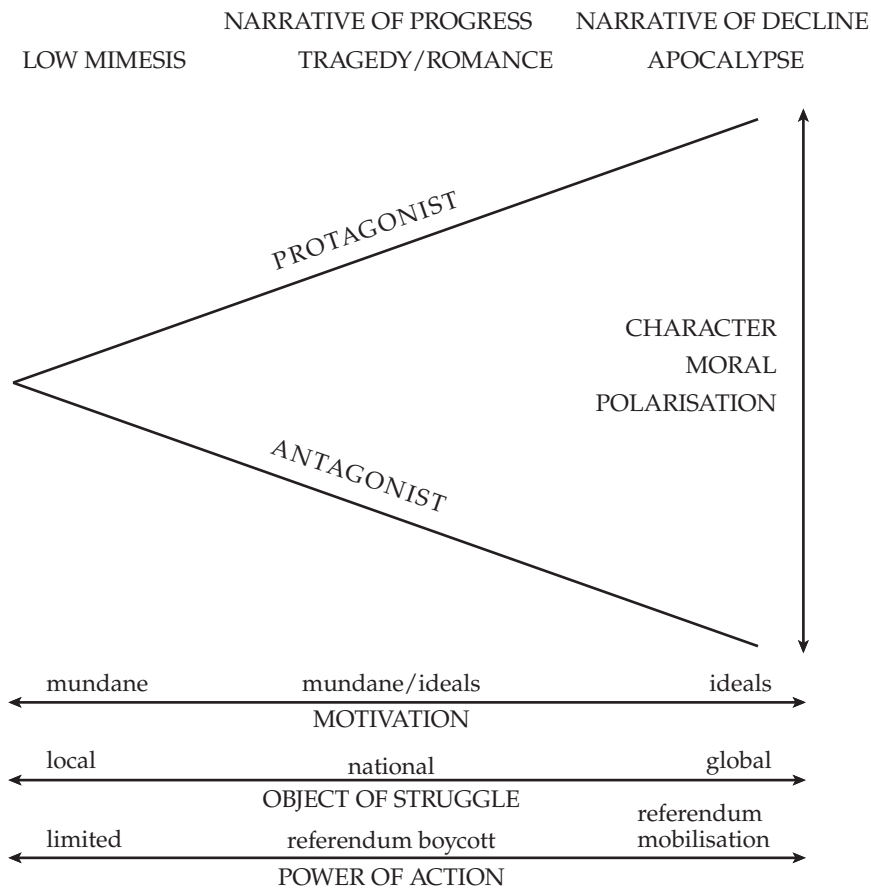 NARRATIVE OF PROGRESS NARRATIVE OF DECLINE
LOW MIMESIS TRAGEDY/ROMANCE APOCALYPSE
PROTAGONIST
CHARACTER
MORAL
POLARISATION
ANTAGONIST
mundane mundane/ideals ideals
MOTIVATION
local national global
OBJECT OF STRUGGLE
limited referendum boycott referendum
mobilisation
POWER OF ACTION